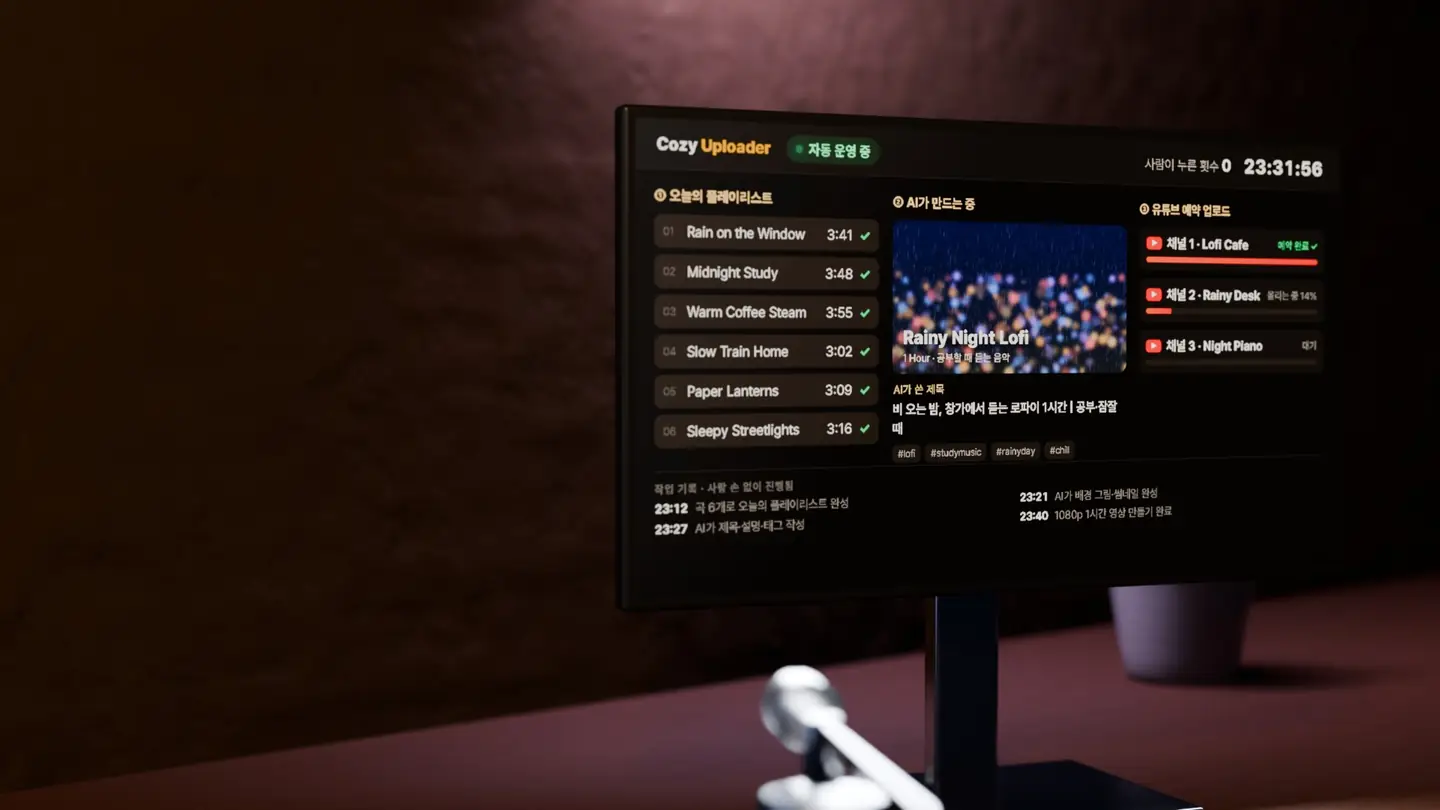 Cozy Uploader
자동 운영 중
사람이 누른 횟수 0 23:31:56
① 오늘의 플레이리스트
01 Rain on the Window 3:41 ✓
02 Midnight Study 3:48 ✓
03 Warm Coffee Steam 3:55 ✓
04 Slow Train Home 3:02 ✓
05 Paper Lanterns 3:09 ✓
06 Sleepy Streetlights 3:16 ✓
② AI가 만드는 중
Rainy Night Lofi
1 Hour · 공부할 때 듣는 음악
AI가 쓴 제목
비 오는 밤, 창가에서 듣는 로파이 1시간 | 공부·잠잘
때
#lofi #studymusic #rainyday #chill
③ 유튜브 예약 업로드
채널 1 · Lofi Cafe 예약 완료 ✓
채널 2 · Rainy Desk 올리는 중 14%
채널 3 · Night Piano 대기
작업 기록 · 사람 손 없이 진행됨
23:12 곡 6개로 오늘의 플레이리스트 완성
23:21 AI가 배경 그림·썸네일 완성
23:27 AI가 제목·설명·태그 작성
23:40 1080p 1시간 영상 만들기 완료